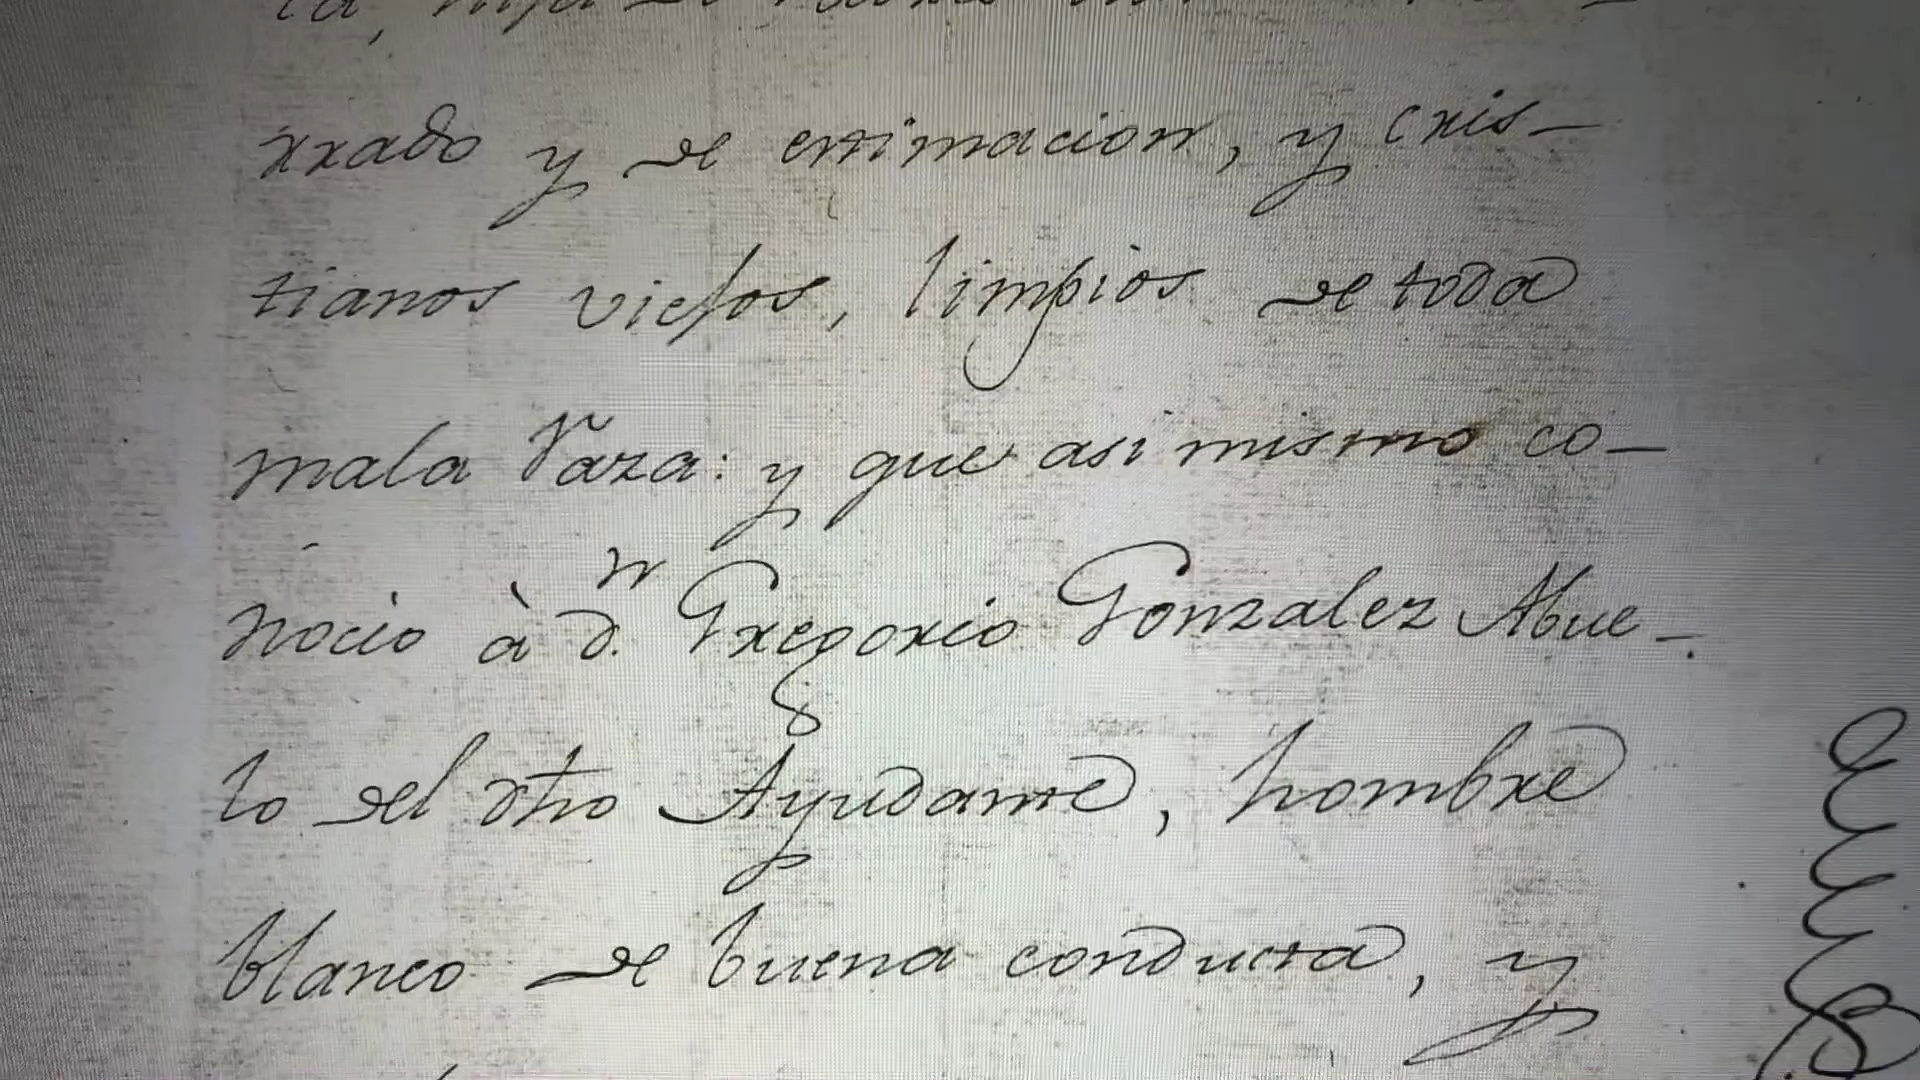 xrado y de estimacion, y cris-
tianos viejos, limpios de toda
mala Raza: y que asi mismo co-
nocio à d.n Gregorio Gonzalez Abue-
lo del dho Ayudante, hombre
blanco de buena conducta, y